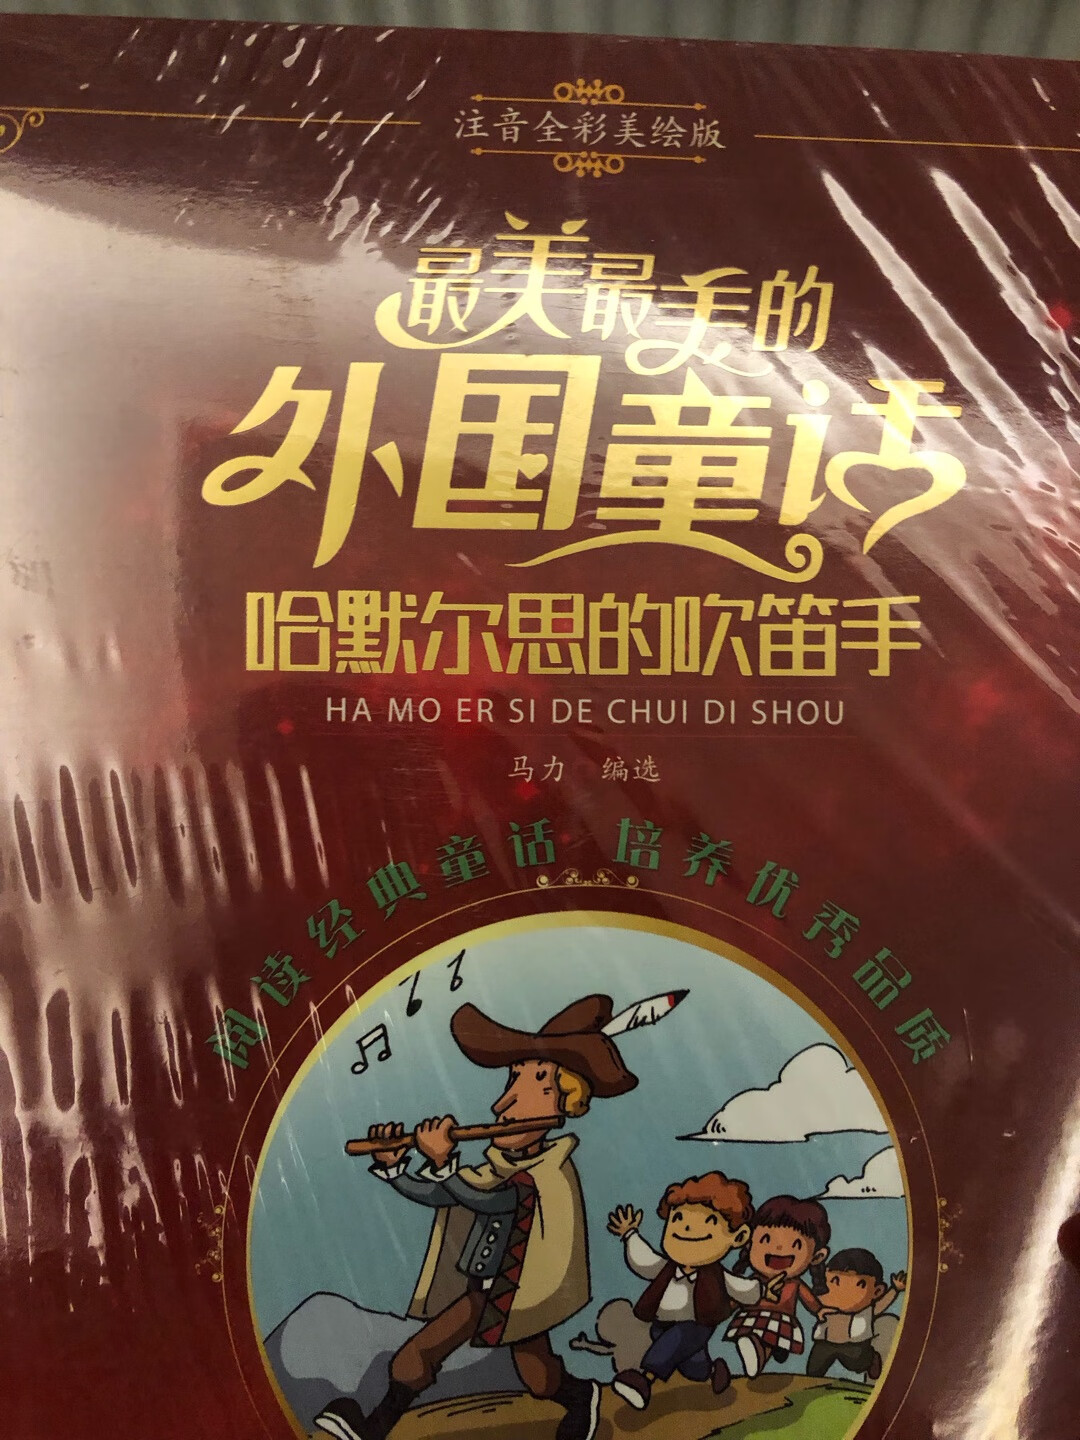 注音全彩美绘版
最美最美的
外国童话
哈默尔思的吹笛手
HA MO ER SI DE CHUI DI SHOU
马力 编选
阅读经典童话 培养优秀品质